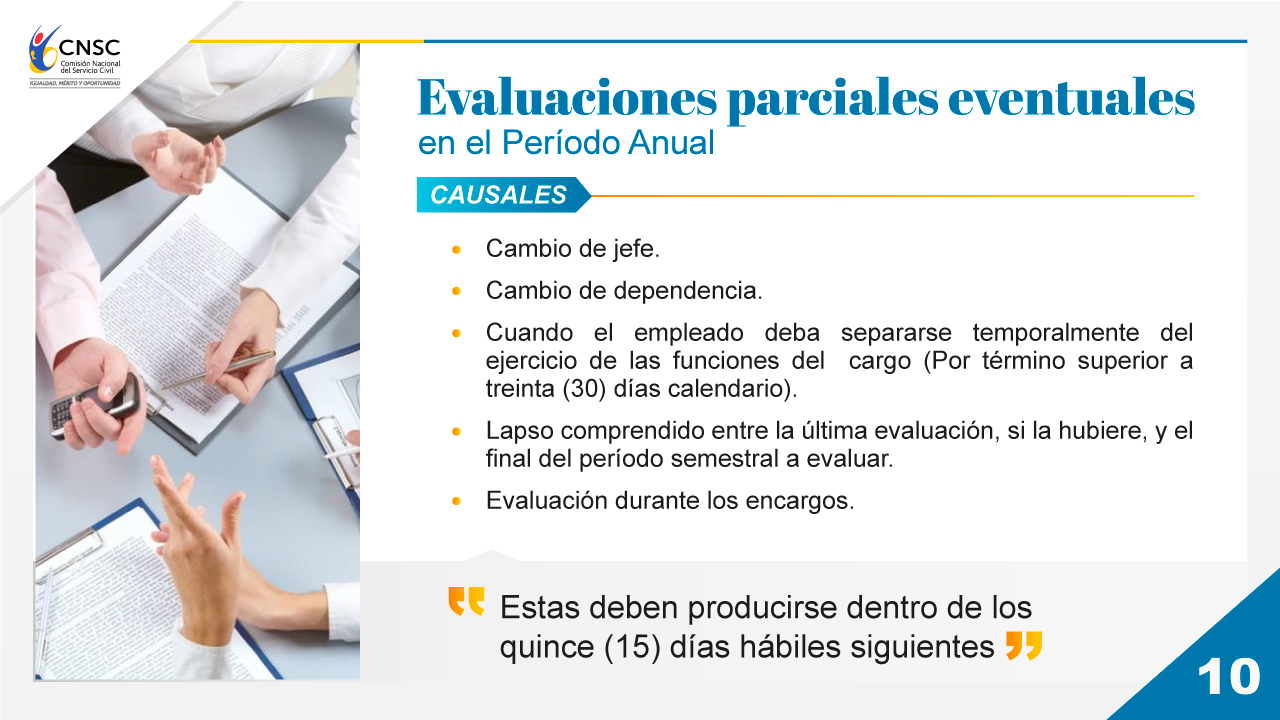 CNSC
Comisión Nacional
del Servicio Civil
IGUALDAD, MÉRITO Y OPORTUNIDAD
Evaluaciones parciales eventuales
en el Período Anual
CAUSALES
• Cambio de jefe.
• Cambio de dependencia.
• Cuando el empleado deba separarse temporalmente del
ejercicio de las funciones del cargo (Por término superior a
treinta (30) días calendario).
• Lapso comprendido entre la última evaluación, si la hubiere, y el
final del período semestral a evaluar.
• Evaluación durante los encargos.
"Estas deben producirse dentro de los
quince (15) días hábiles siguientes"
10